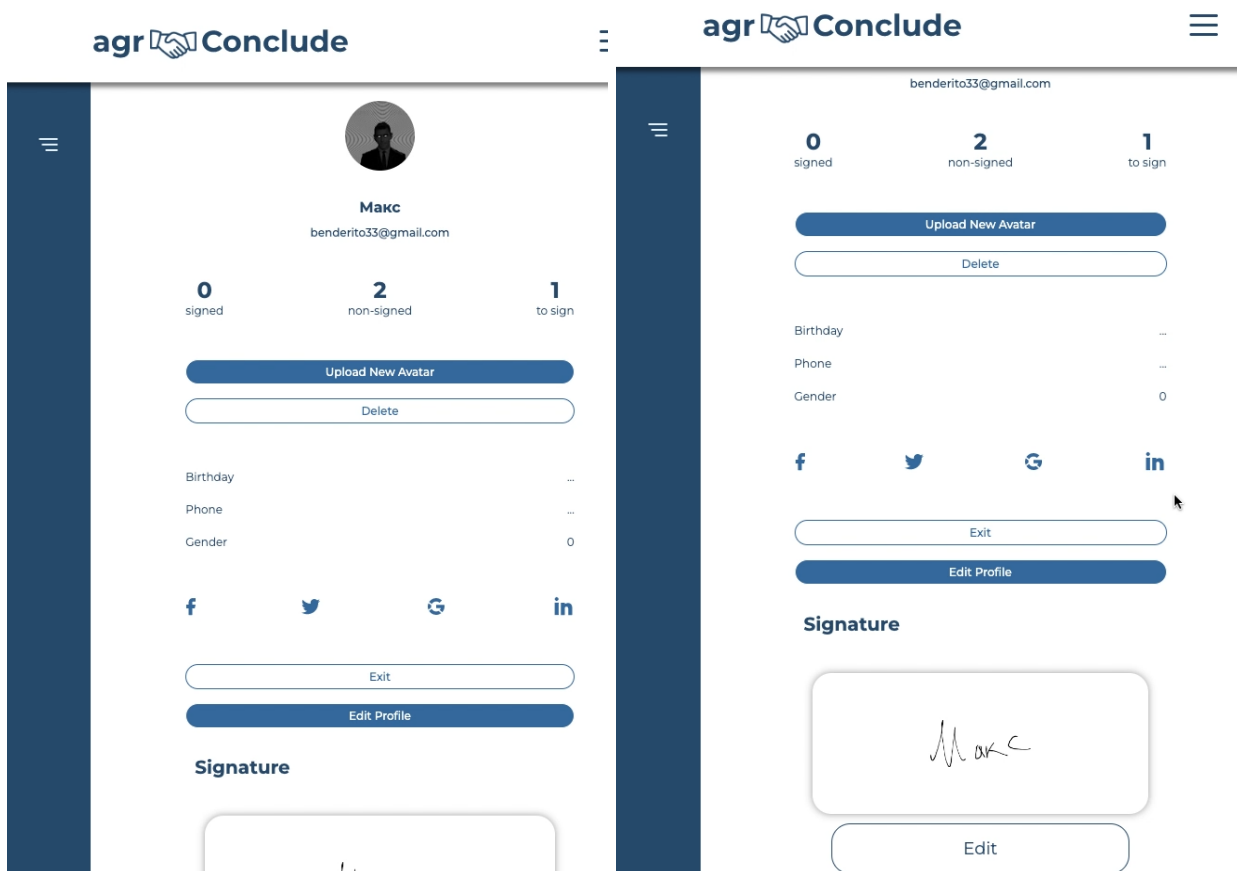 agr Conclude
Макс
benderito33@gmail.com
0 2 1
signed non-signed to sign
Upload New Avatar
Delete
Birthday ...
Phone ...
Gender 0
f G in
Exit
Edit Profile
Signature
agr Conclude
benderito33@gmail.com
0 2 1
signed non-signed to sign
Upload New Avatar
Delete
Birthday ...
Phone ...
Gender 0
f G in
Exit
Edit Profile
Signature
Макс
Edit